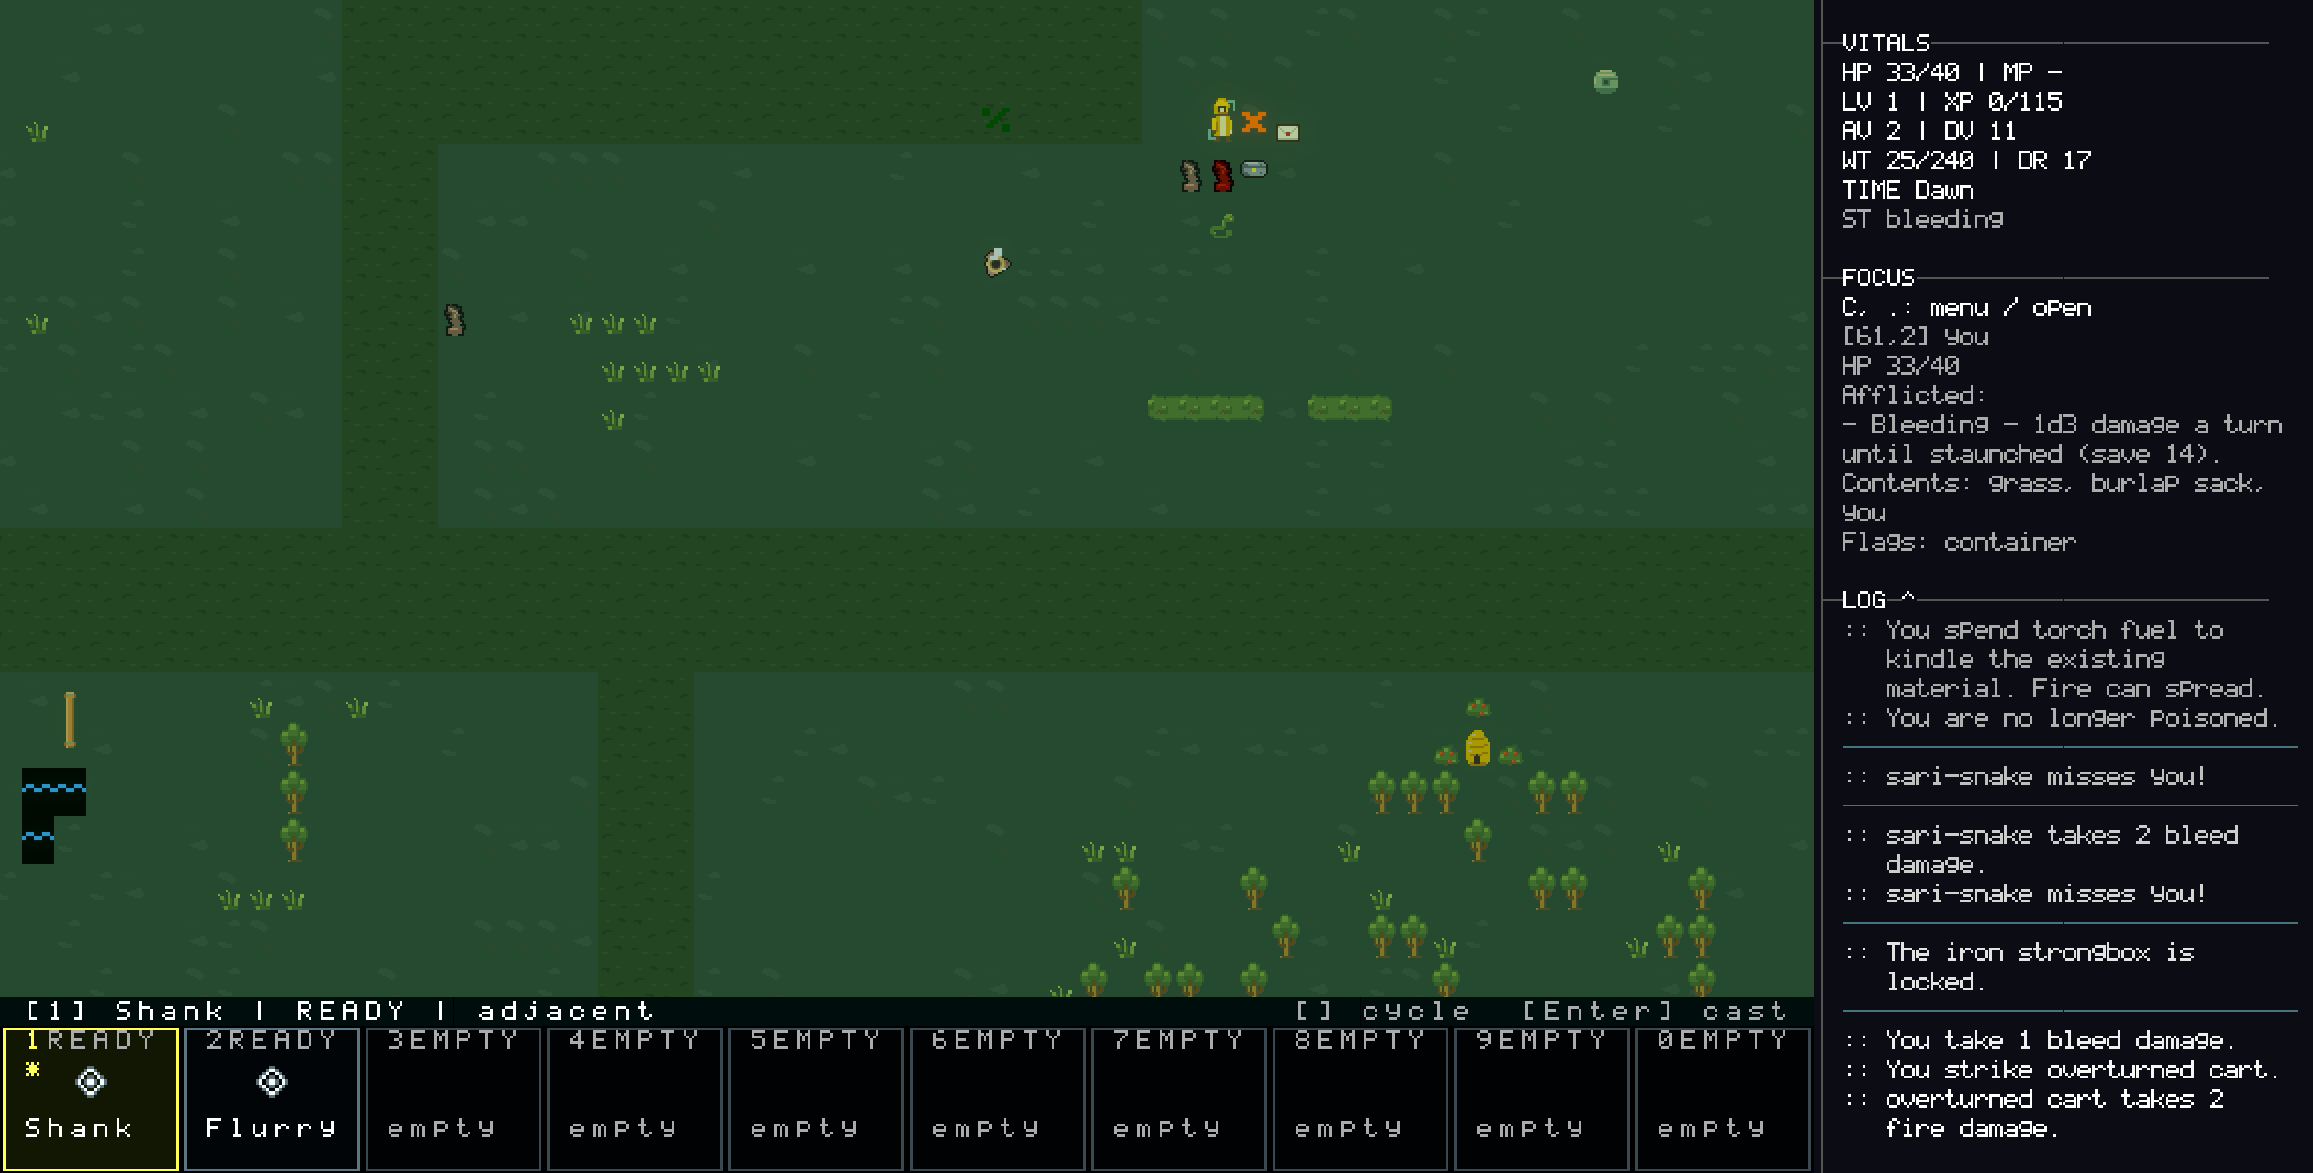 VITALS
HP 33/40 | MP -
LV 1 | XP 0/115
AV 2 | DV 11
WT 25/240 | DR 17
TIME Dawn
ST bleeding
FOCUS
C, .: menu / open
[61,2] you
HP 33/40
Afflicted:
- Bleeding - 1d3 damage a turn
until staunched (save 14).
Contents: grass, burlap sack,
you
Flags: container
LOG ^
:: You spend torch fuel to
kindle the existing
material. Fire can spread.
:: You are no longer poisoned.
:: sari-snake misses you!
:: sari-snake takes 2 bleed
damage.
:: sari-snake misses you!
:: The iron strongbox is
locked.
:: You take 1 bleed damage.
:: You strike overturned cart.
:: overturned cart takes 2
fire damage.
[1] Shank | READY | adjacent
[] cycle [Enter] cast
1READY 2READY 3EMPTY 4EMPTY 5EMPTY 6EMPTY 7EMPTY 8EMPTY 9EMPTY 0EMPTY
*
Shank Flurry empty empty empty empty empty empty empty empty